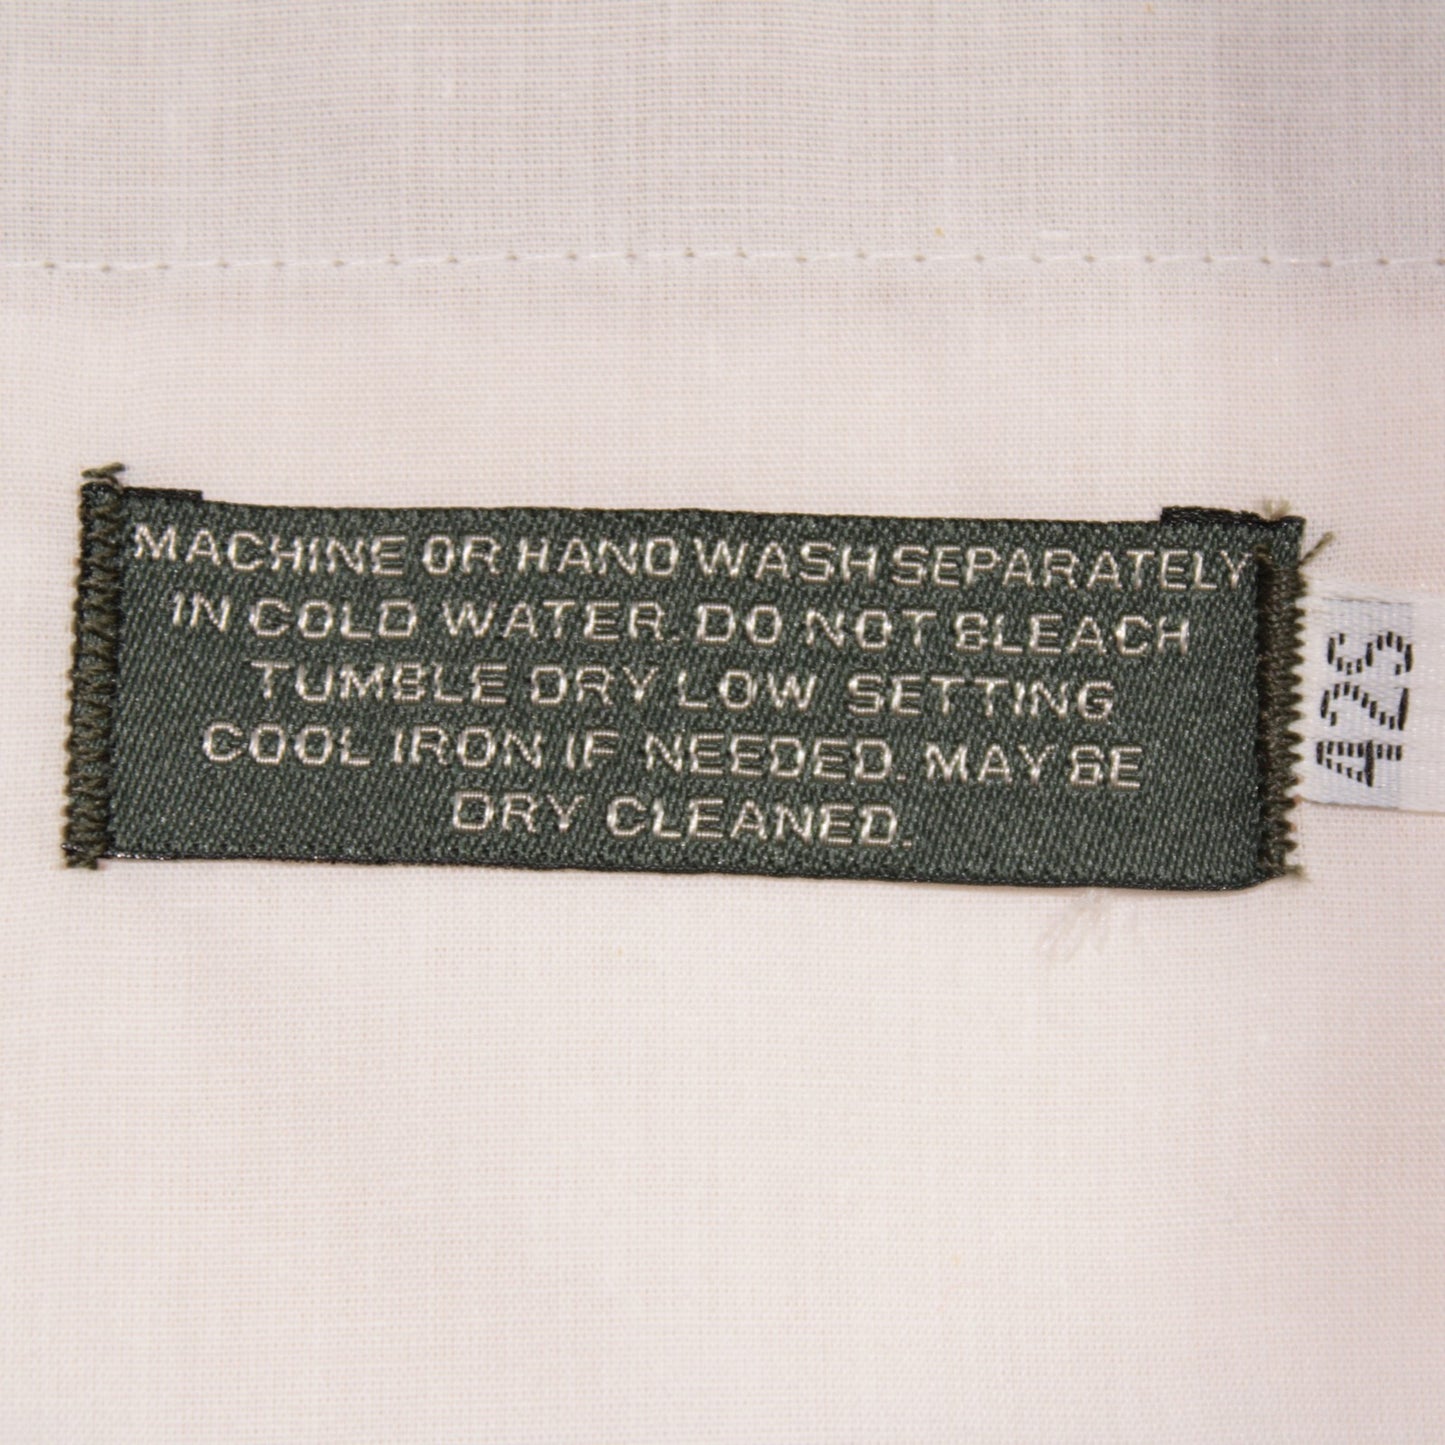 MACHINE OR HAND WASH SEPARATELY
IN COLD WATER. DO NOT BLEACH
TUMBLE DRY LOW SETTING
COOL IRON IF NEEDED. MAY BE
DRY CLEANED.
42S